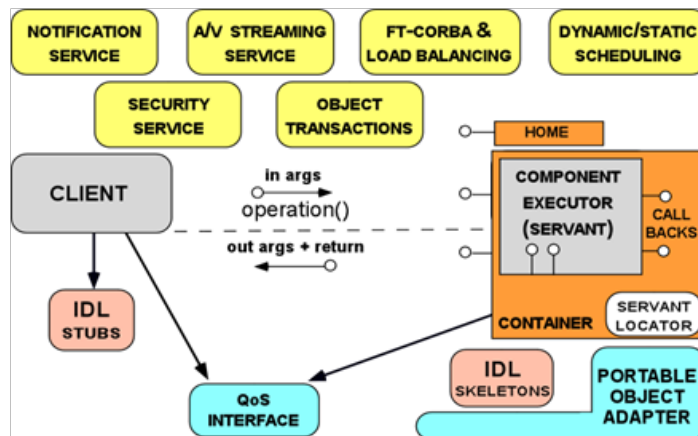 NOTIFICATION
SERVICE
A/V STREAMING
SERVICE
FT-CORBA &
LOAD BALANCING
DYNAMIC/STATIC
SCHEDULING
SECURITY
SERVICE
OBJECT
TRANSACTIONS
HOME
CLIENT
in args
operation()
out args + return
COMPONENT
EXECUTOR
(SERVANT)
CALL
BACKS
IDL
STUBS
CONTAINER
SERVANT
LOCATOR
QoS
INTERFACE
IDL
SKELETONS
PORTABLE
OBJECT
ADAPTER